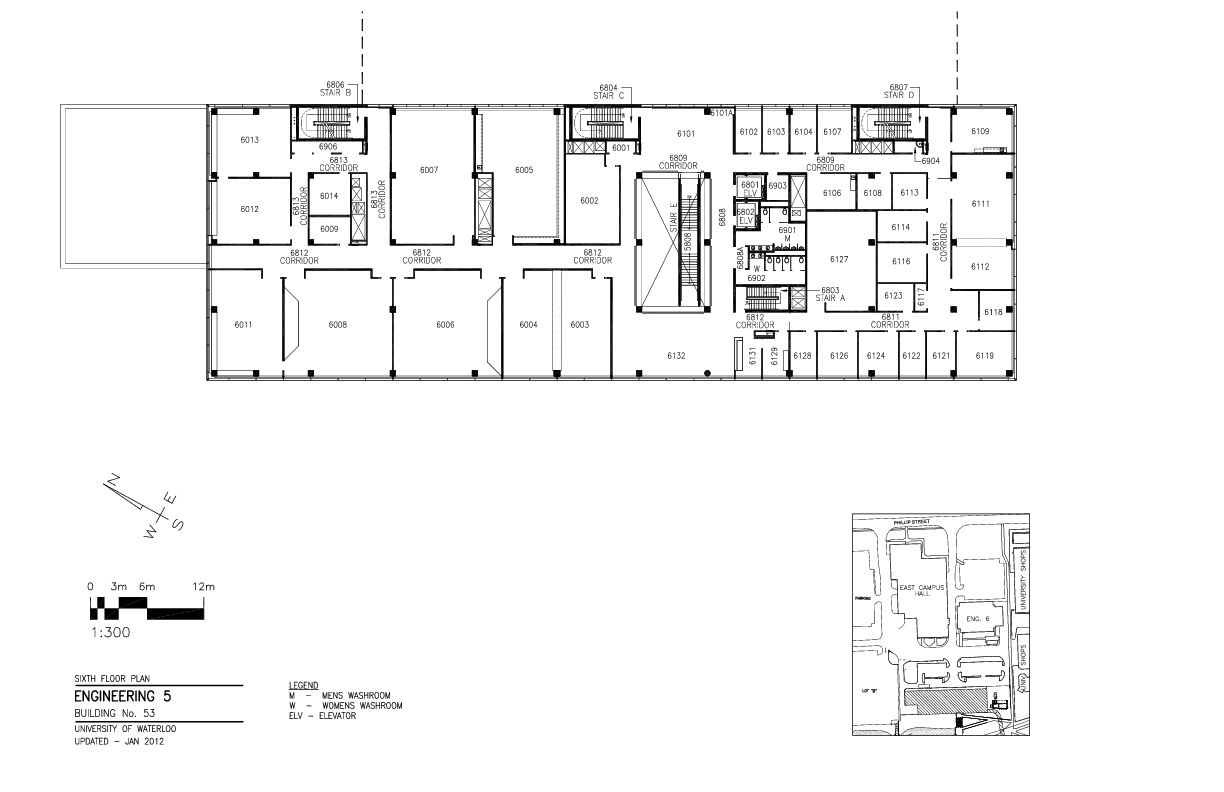 6806
STAIR B
6804
STAIR C
6807
STAIR D
6013
6906
6813
CORRIDOR
6007
6005
6001
6101
6101A
6809
CORRIDOR
6102
6103
6104
6107
6809
CORRIDOR
6904
6109
6012
6813
CORRIDOR
6014
6009
6813
CORRIDOR
6002
STAIR E
5808
6808
6801
ELV
6903
6802
ELV
6901
M
6106
6108
6113
6114
6111
6811
CORRIDOR
6812
CORRIDOR
6812
CORRIDOR
6812
CORRIDOR
6808A
W
6902
6127
6116
6112
6803
STAIR A
6123
6117
6118
6011
6008
6006
6004
6003
6132
6812
CORRIDOR
6811
CORRIDOR
6131
6129
6128
6126
6124
6122
6121
6119
N
E
W
S
0 3m 6m 12m
1:300
SIXTH FLOOR PLAN
ENGINEERING 5
BUILDING No. 53
UNIVERSITY OF WATERLOO
UPDATED – JAN 2012
LEGEND
M – MENS WASHROOM
W – WOMENS WASHROOM
ELV – ELEVATOR
PHILLIP STREET
EAST CAMPUS
HALL
PARKING
ENG. 6
UNIVERSITY SHOPS
SHOPS
LOT "B"